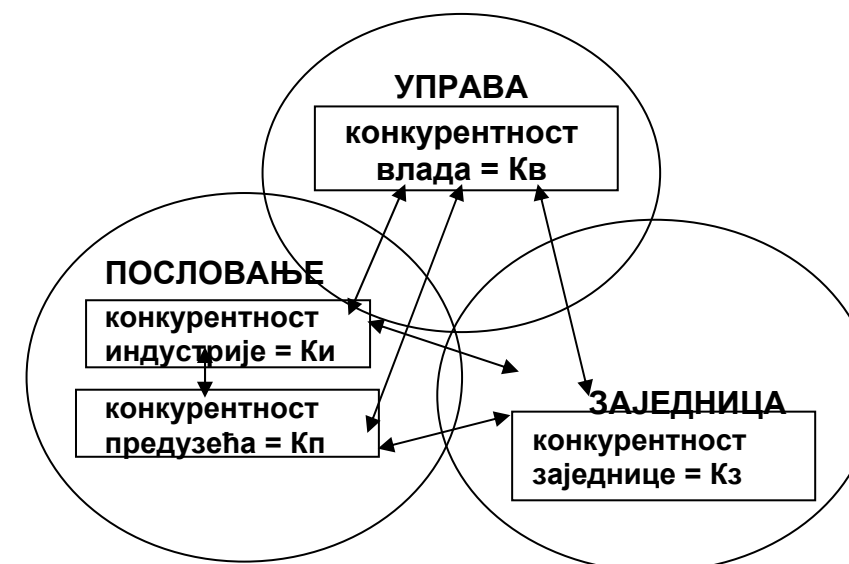 УПРАВА
конкурентност
влада = Кв
ПОСЛОВАЊЕ
конкурентност
индустрије = Ки
конкурентност
предузећа = Кп
ЗАЈЕДНИЦА
конкурентност
заједнице = Кз